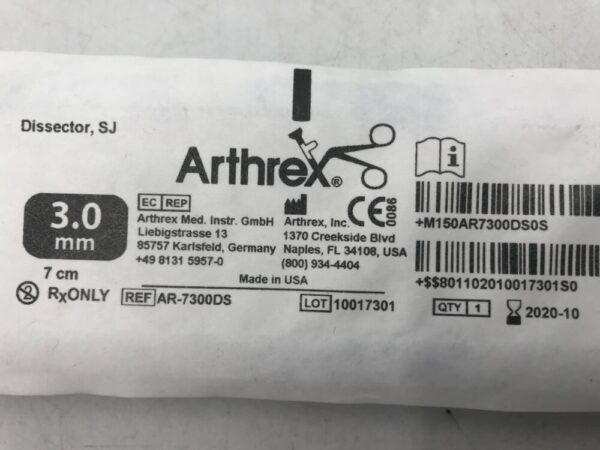 Dissector, SJ
Arthrex®
3.0
mm
7 cm
RxONLY
EC REP
Arthrex Med. Instr. GmbH
Liebigstrasse 13
85757 Karlsfeld, Germany
+49 8131 5957-0
Arthrex, Inc.
1370 Creekside Blvd
Naples, FL 34108, USA
(800) 934-4404
CE 0086
Made in USA
REF AR-7300DS
LOT 10017301
i
+M150AR7300DS0S
+$$801102010017301S0
QTY 1
2020-10